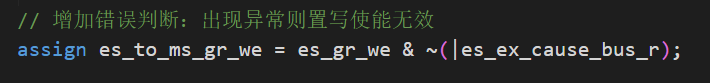 // 增加错误判断：出现异常则置写使能无效
assign es_to_ms_gr_we = es_gr_we & ~(|es_ex_cause_bus_r);